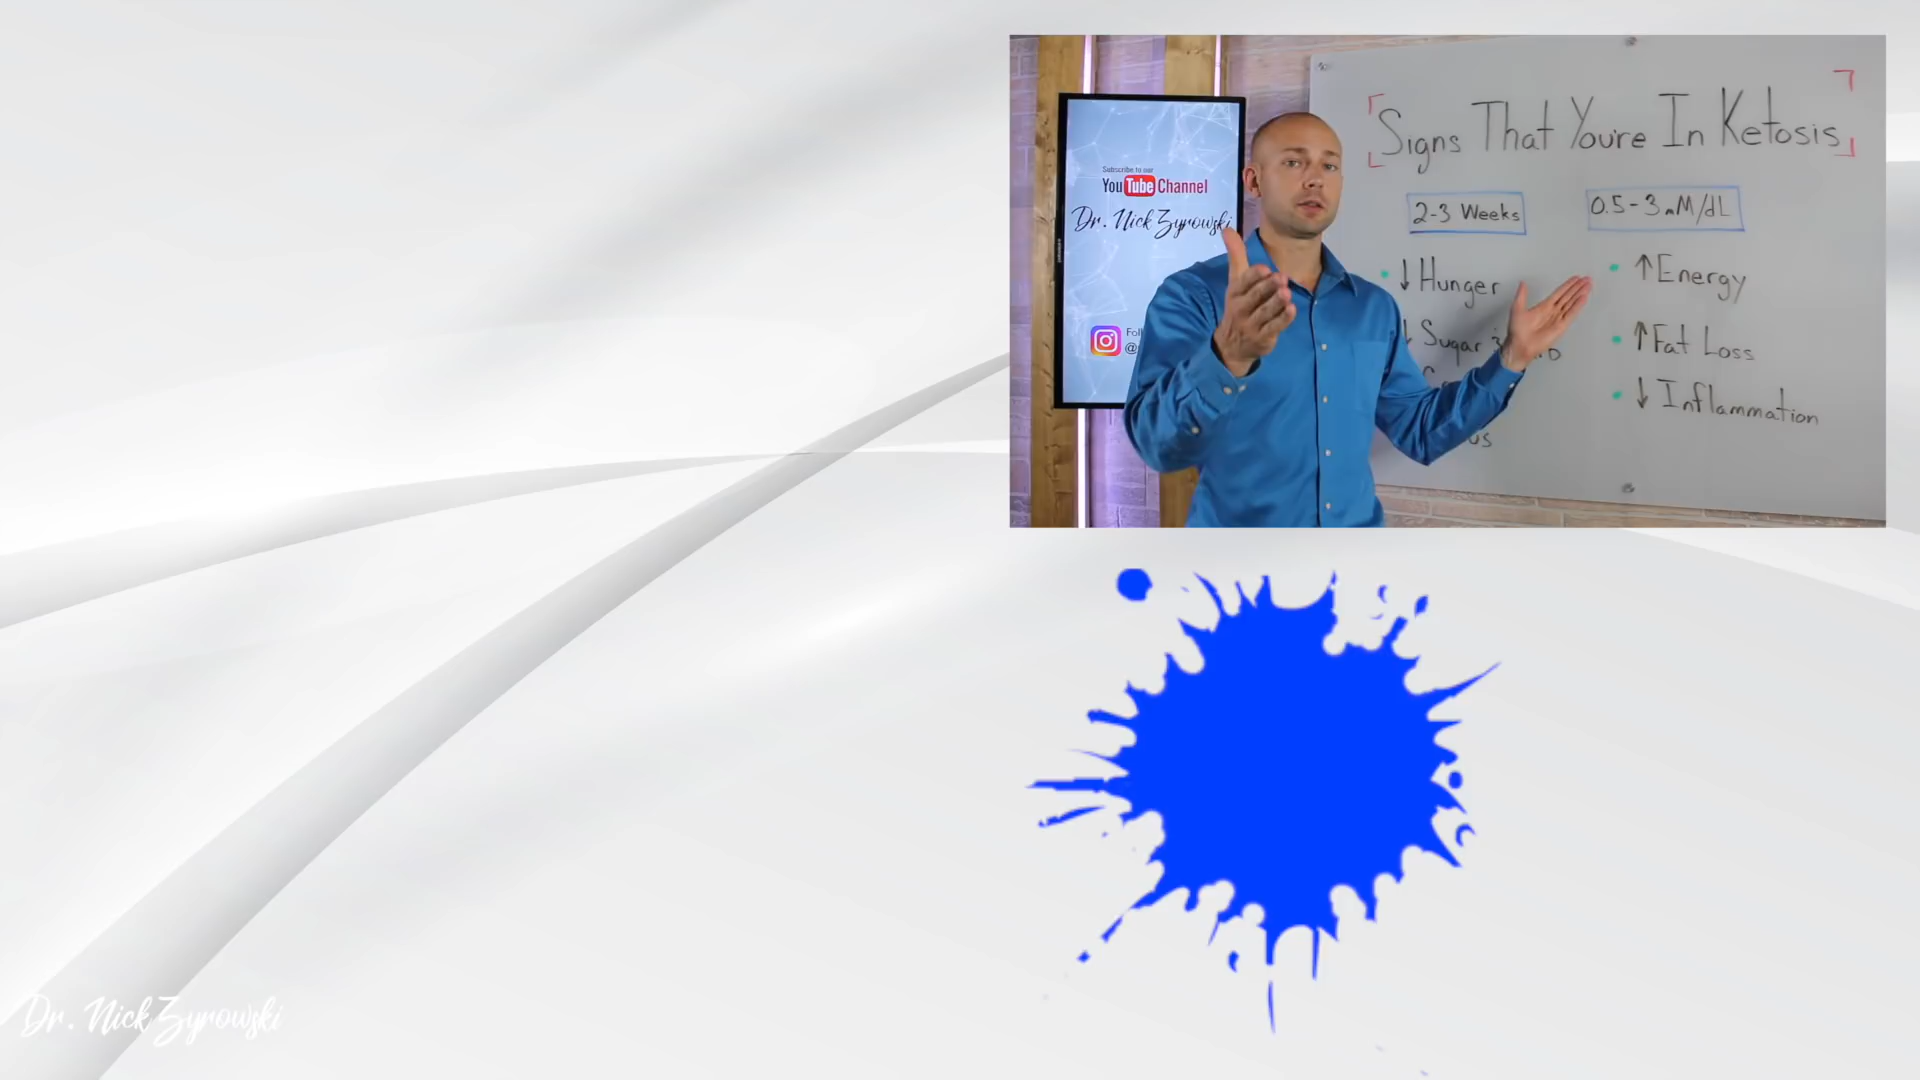 Signs That You're In Ketosis
2-3 Weeks
0.5-3 mM/dL
↓ Hunger
↑ Energy
↓ Sugar
↑ Fat Loss
↓ Inflammation
Subscribe to our
YouTube Channel
Dr. Nick Zyrowski
Dr. Nick Zyrowski